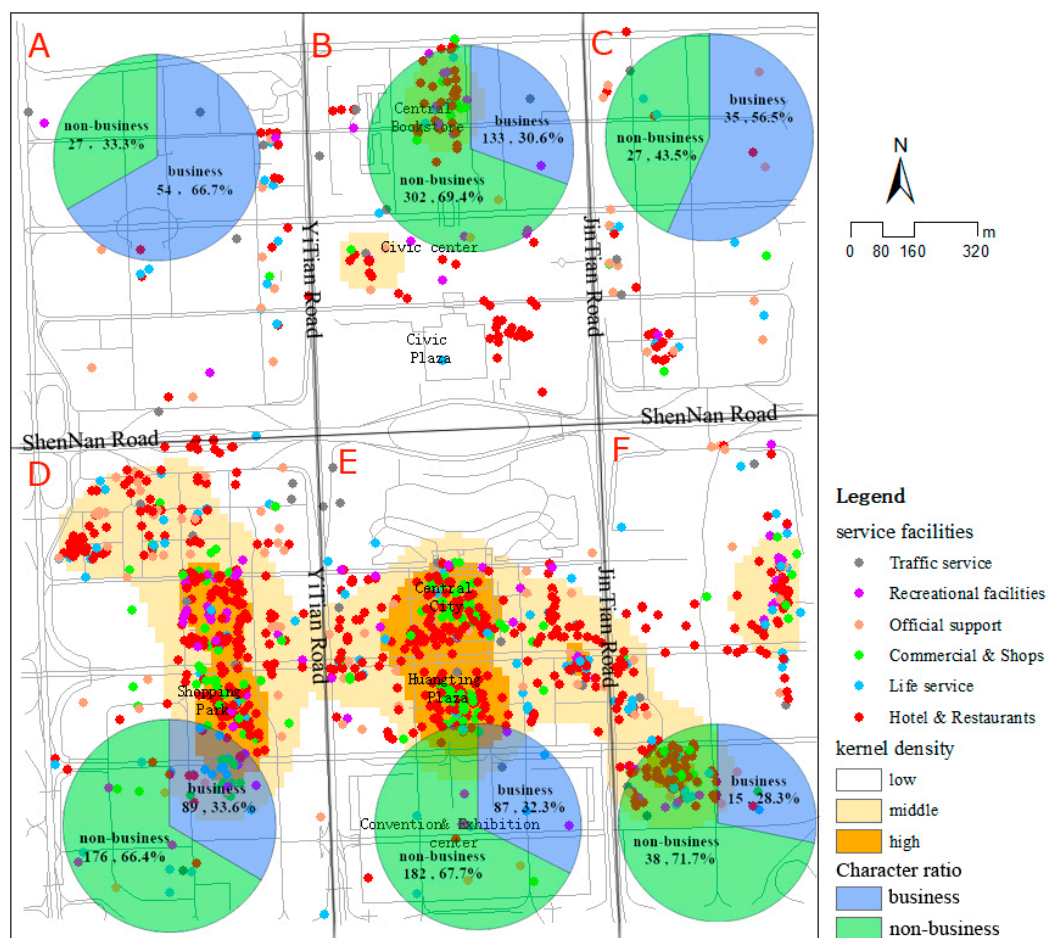 A
B
C
non-business
27 , 33.3%
business
54 , 66.7%
Central
Bookstore
business
133 , 30.6%
non-business
302 , 69.4%
business
35 , 56.5%
non-business
27 , 43.5%
N
0 80 160 320 m
YiTian Road
Civic center
JinTian Road
Civic
Plaza
ShenNan Road
ShenNan Road
D
E
F
YiTian Road
Central
City
JinTian Road
Shopping
Park
Huangting
Plaza
business
89 , 33.6%
non-business
176 , 66.4%
business
87 , 32.3%
Convention& Exhibition
center
non-business
182 , 67.7%
business
15 , 28.3%
non-business
38 , 71.7%
Legend
service facilities
Traffic service
Recreational facilities
Official support
Commercial & Shops
Life service
Hotel & Restaurants
kernel density
low
middle
high
Character ratio
business
non-business